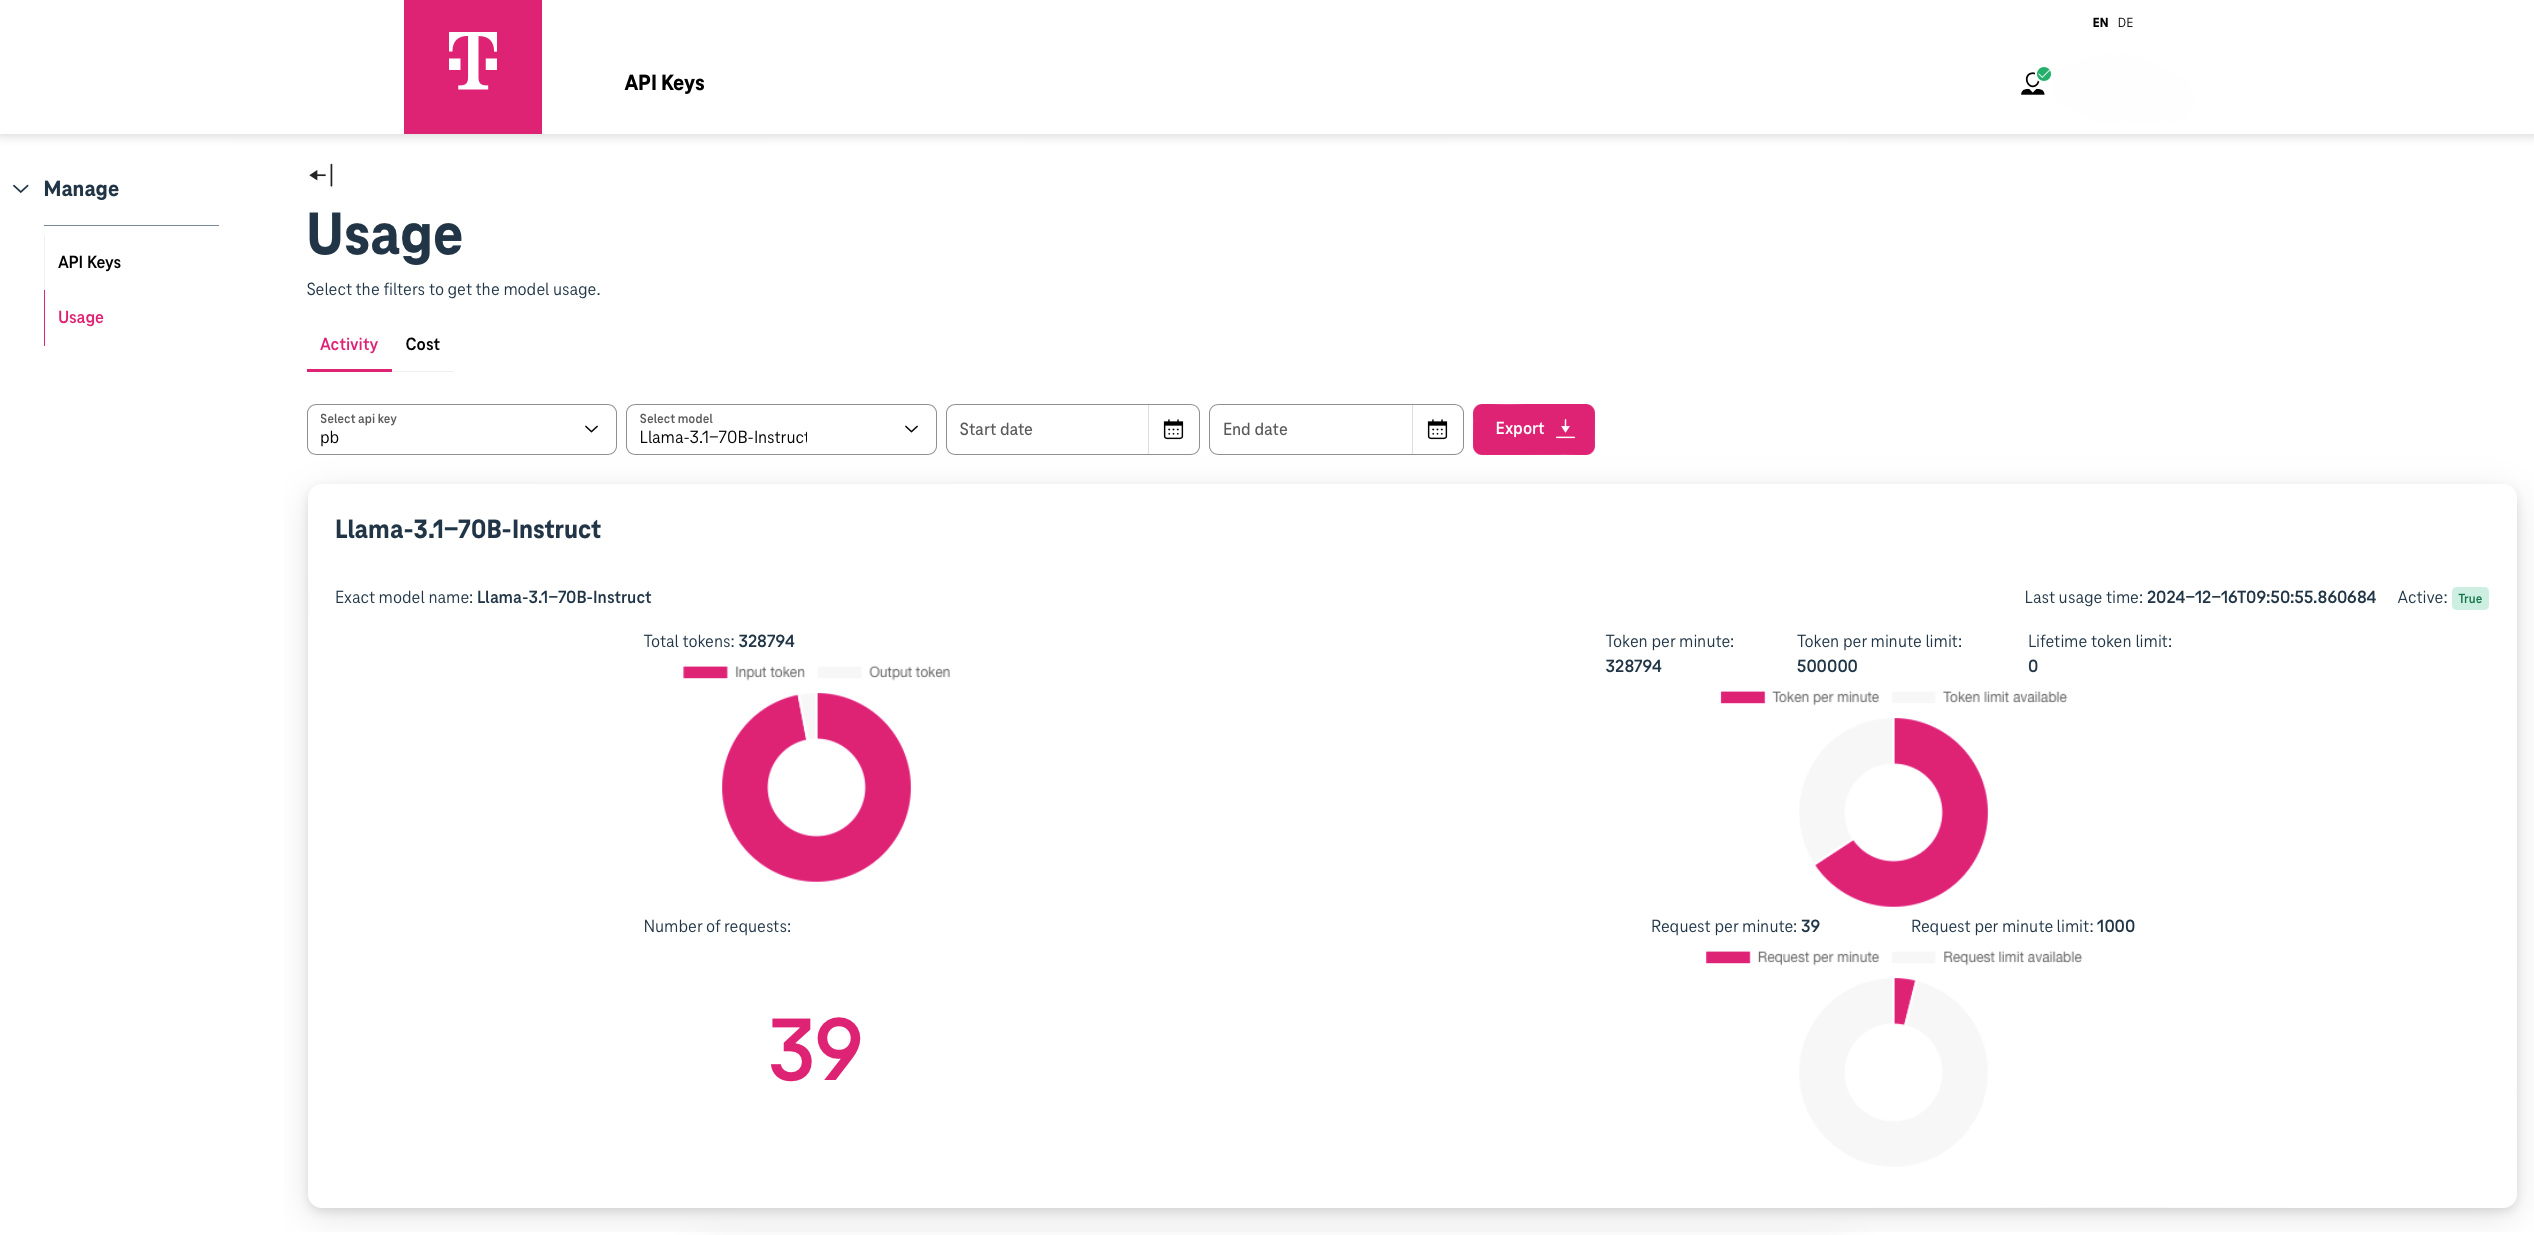 EN DE
API Keys
Manage
API Keys
Usage
Usage
Select the filters to get the model usage.
Activity Cost
Select api key
pb
Select model
Llama-3.1-70B-Instruct
Start date
End date
Export
Llama-3.1-70B-Instruct
Exact model name: Llama-3.1-70B-Instruct
Last usage time: 2024-12-16T09:50:55.860684 Active: True
Total tokens: 328794
Input token Output token
Token per minute:
328794
Token per minute limit:
500000
Lifetime token limit:
0
Token per minute Token limit available
Number of requests:
39
Request per minute: 39 Request per minute limit: 1000
Request per minute Request limit available